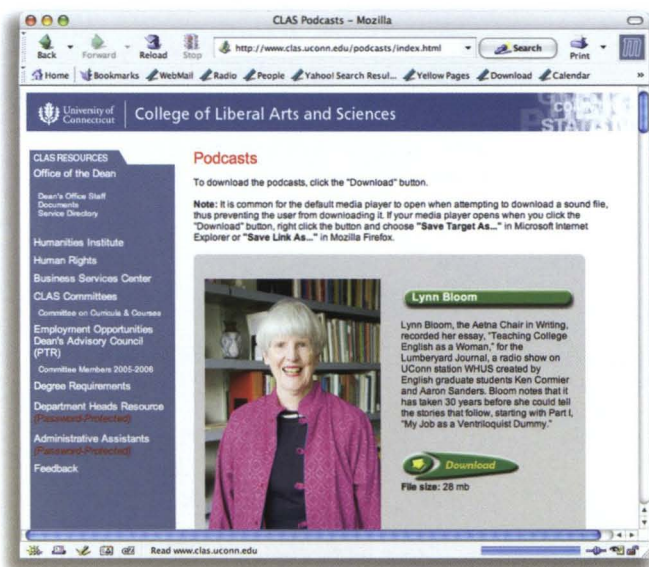 CLAS Podcasts – Mozilla
Back
Forward
Reload
Stop
http://www.clas.uconn.edu/podcasts/index.html
Search
Print
Home Bookmarks WebMail Radio People Yahoo! Search Resul... Yellow Pages Download Calendar »
University of
Connecticut
College of Liberal Arts and Sciences
CLAS RESOURCES
Office of the Dean
Dean's Office Staff
Documents
Service Directory
Humanities Institute
Human Rights
Business Services Center
CLAS Committees
Committee on Curricula & Courses
Employment Opportunities
Dean's Advisory Council
(PTR)
Committee Members 2005-2006
Degree Requirements
Department Heads Resource
(Password-Protected)
Administrative Assistants
(Password-Protected)
Feedback
Podcasts
To download the podcasts, click the "Download" button.
Note: It is common for the default media player to open when attempting to download a sound file,
thus preventing the user from downloading it. If your media player opens when you click the
"Download" button, right click the button and choose "Save Target As..." in Microsoft Internet
Explorer or "Save Link As..." in Mozilla Firefox.
Lynn Bloom
Lynn Bloom, the Aetna Chair in Writing,
recorded her essay, "Teaching College
English as a Woman," for the
Lumberyard Journal, a radio show on
UConn station WHUS created by
English graduate students Ken Cormier
and Aaron Sanders. Bloom notes that it
has taken 30 years before she could tell
the stories that follow, starting with Part I,
"My Job as a Ventriloquist Dummy."
Download
File size: 28 mb
Read www.clas.uconn.edu